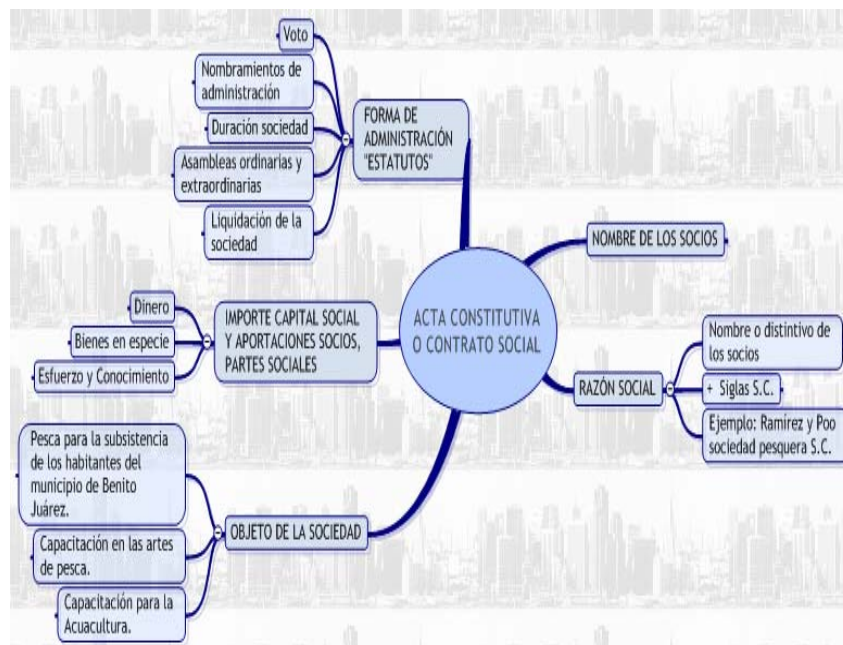 Voto
Nombramientos de
administración
Duración sociedad
Asambleas ordinarias y
extraordinarias
Liquidación de la
sociedad
FORMA DE
ADMINISTRACIÓN
"ESTATUTOS"
NOMBRE DE LOS SOCIOS
ACTA CONSTITUTIVA
O CONTRATO SOCIAL
Dinero
Bienes en especie
Esfuerzo y Conocimiento
IMPORTE CAPITAL SOCIAL
Y APORTACIONES SOCIOS,
PARTES SOCIALES
RAZÓN SOCIAL
Nombre o distintivo de
los socios
+ Siglas S.C.
Ejemplo: Ramírez y Poo
sociedad pesquera S.C.
Pesca para la subsistencia
de los habitantes del
municipio de Benito
Juárez.
Capacitación en las artes
de pesca.
Capacitación para la
Acuacultura.
OBJETO DE LA SOCIEDAD